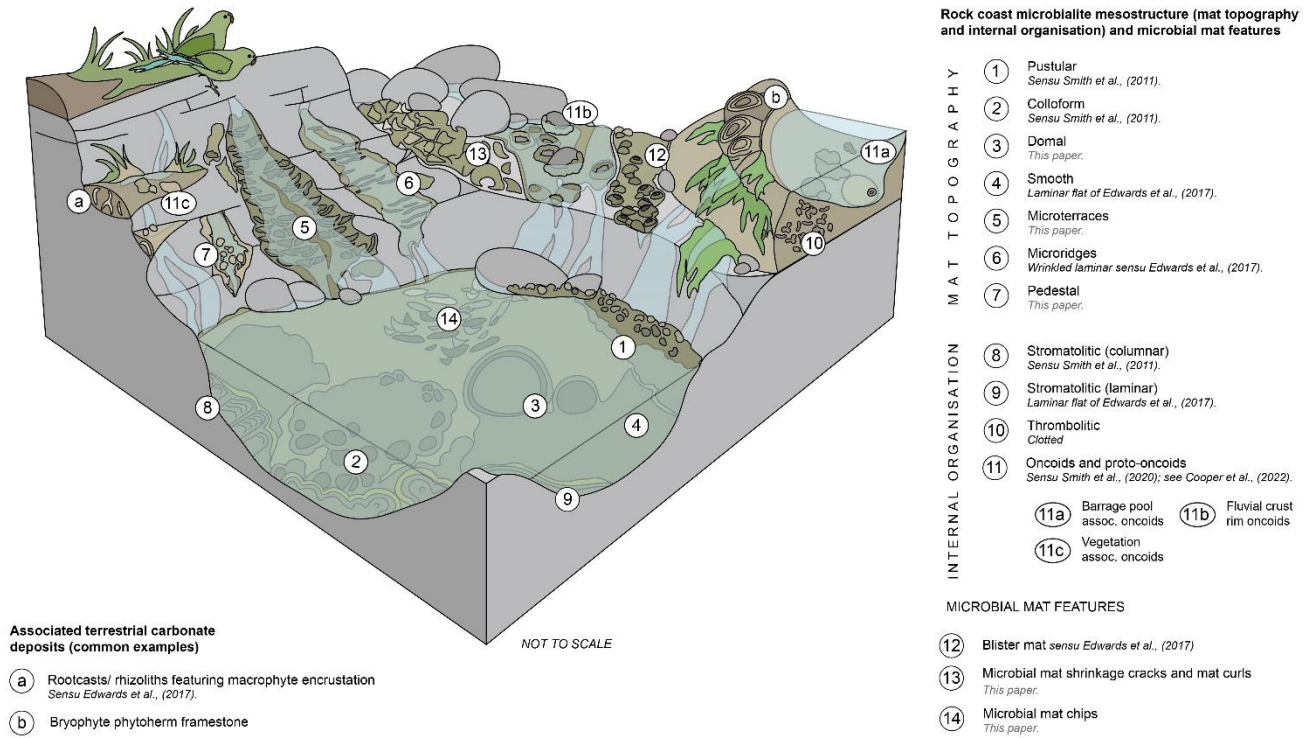 Rock coast microbialite mesostructure (mat topography
and internal organisation) and microbial mat features
MAT TOPOGRAPHY
1 Pustular
Sensu Smith et al., (2011).
2 Colloform
Sensu Smith et al., (2011).
3 Domal
This paper.
4 Smooth
Laminar flat of Edwards et al., (2017).
5 Microterraces
This paper.
6 Microridges
Wrinkled laminar sensu Edwards et al., (2017).
7 Pedestal
This paper.
INTERNAL ORGANISATION
8 Stromatolitic (columnar)
Sensu Smith et al., (2011).
9 Stromatolitic (laminar)
Laminar flat of Edwards et al., (2017).
10 Thrombolitic
Clotted
11 Oncoids and proto-oncoids
Sensu Smith et al., (2020); see Cooper et al., (2022).
11a Barrage pool
assoc. oncoids
11b Fluvial crust
rim oncoids
11c Vegetation
assoc. oncoids
MICROBIAL MAT FEATURES
12 Blister mat sensu Edwards et al., (2017)
13 Microbial mat shrinkage cracks and mat curls
This paper.
14 Microbial mat chips
This paper.
b
11b
11a
13
12
6
a
11c
5
10
7
14
1
3
8
4
2
9
NOT TO SCALE
Associated terrestrial carbonate
deposits (common examples)
a Rootcasts/ rhizoliths featuring macrophyte encrustation
Sensu Edwards et al., (2017).
b Bryophyte phytoherm framestone